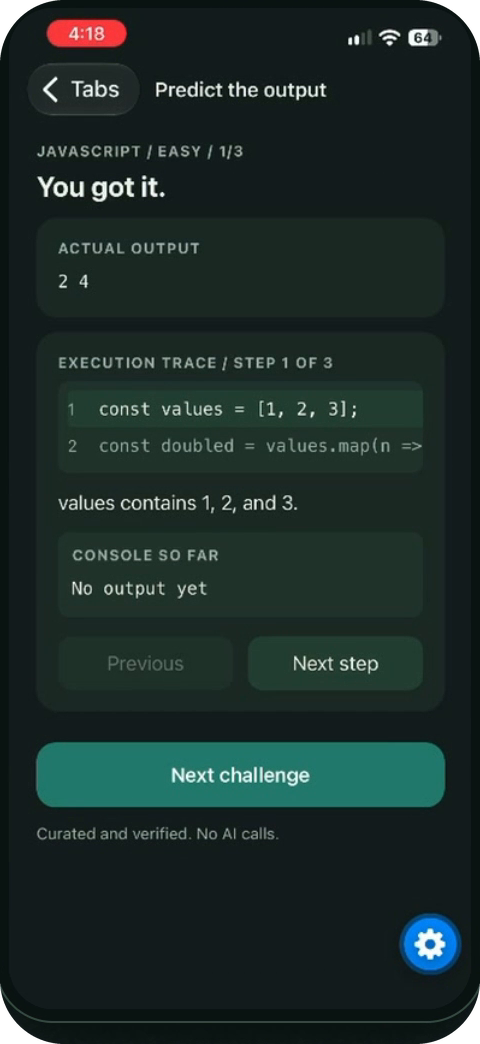 4:18
64
Tabs
Predict the output
JAVASCRIPT / EASY / 1/3
You got it.
ACTUAL OUTPUT
2 4
EXECUTION TRACE / STEP 1 OF 3
1 const values = [1, 2, 3];
2 const doubled = values.map(n =>
values contains 1, 2, and 3.
CONSOLE SO FAR
No output yet
Previous
Next step
Next challenge
Curated and verified. No AI calls.